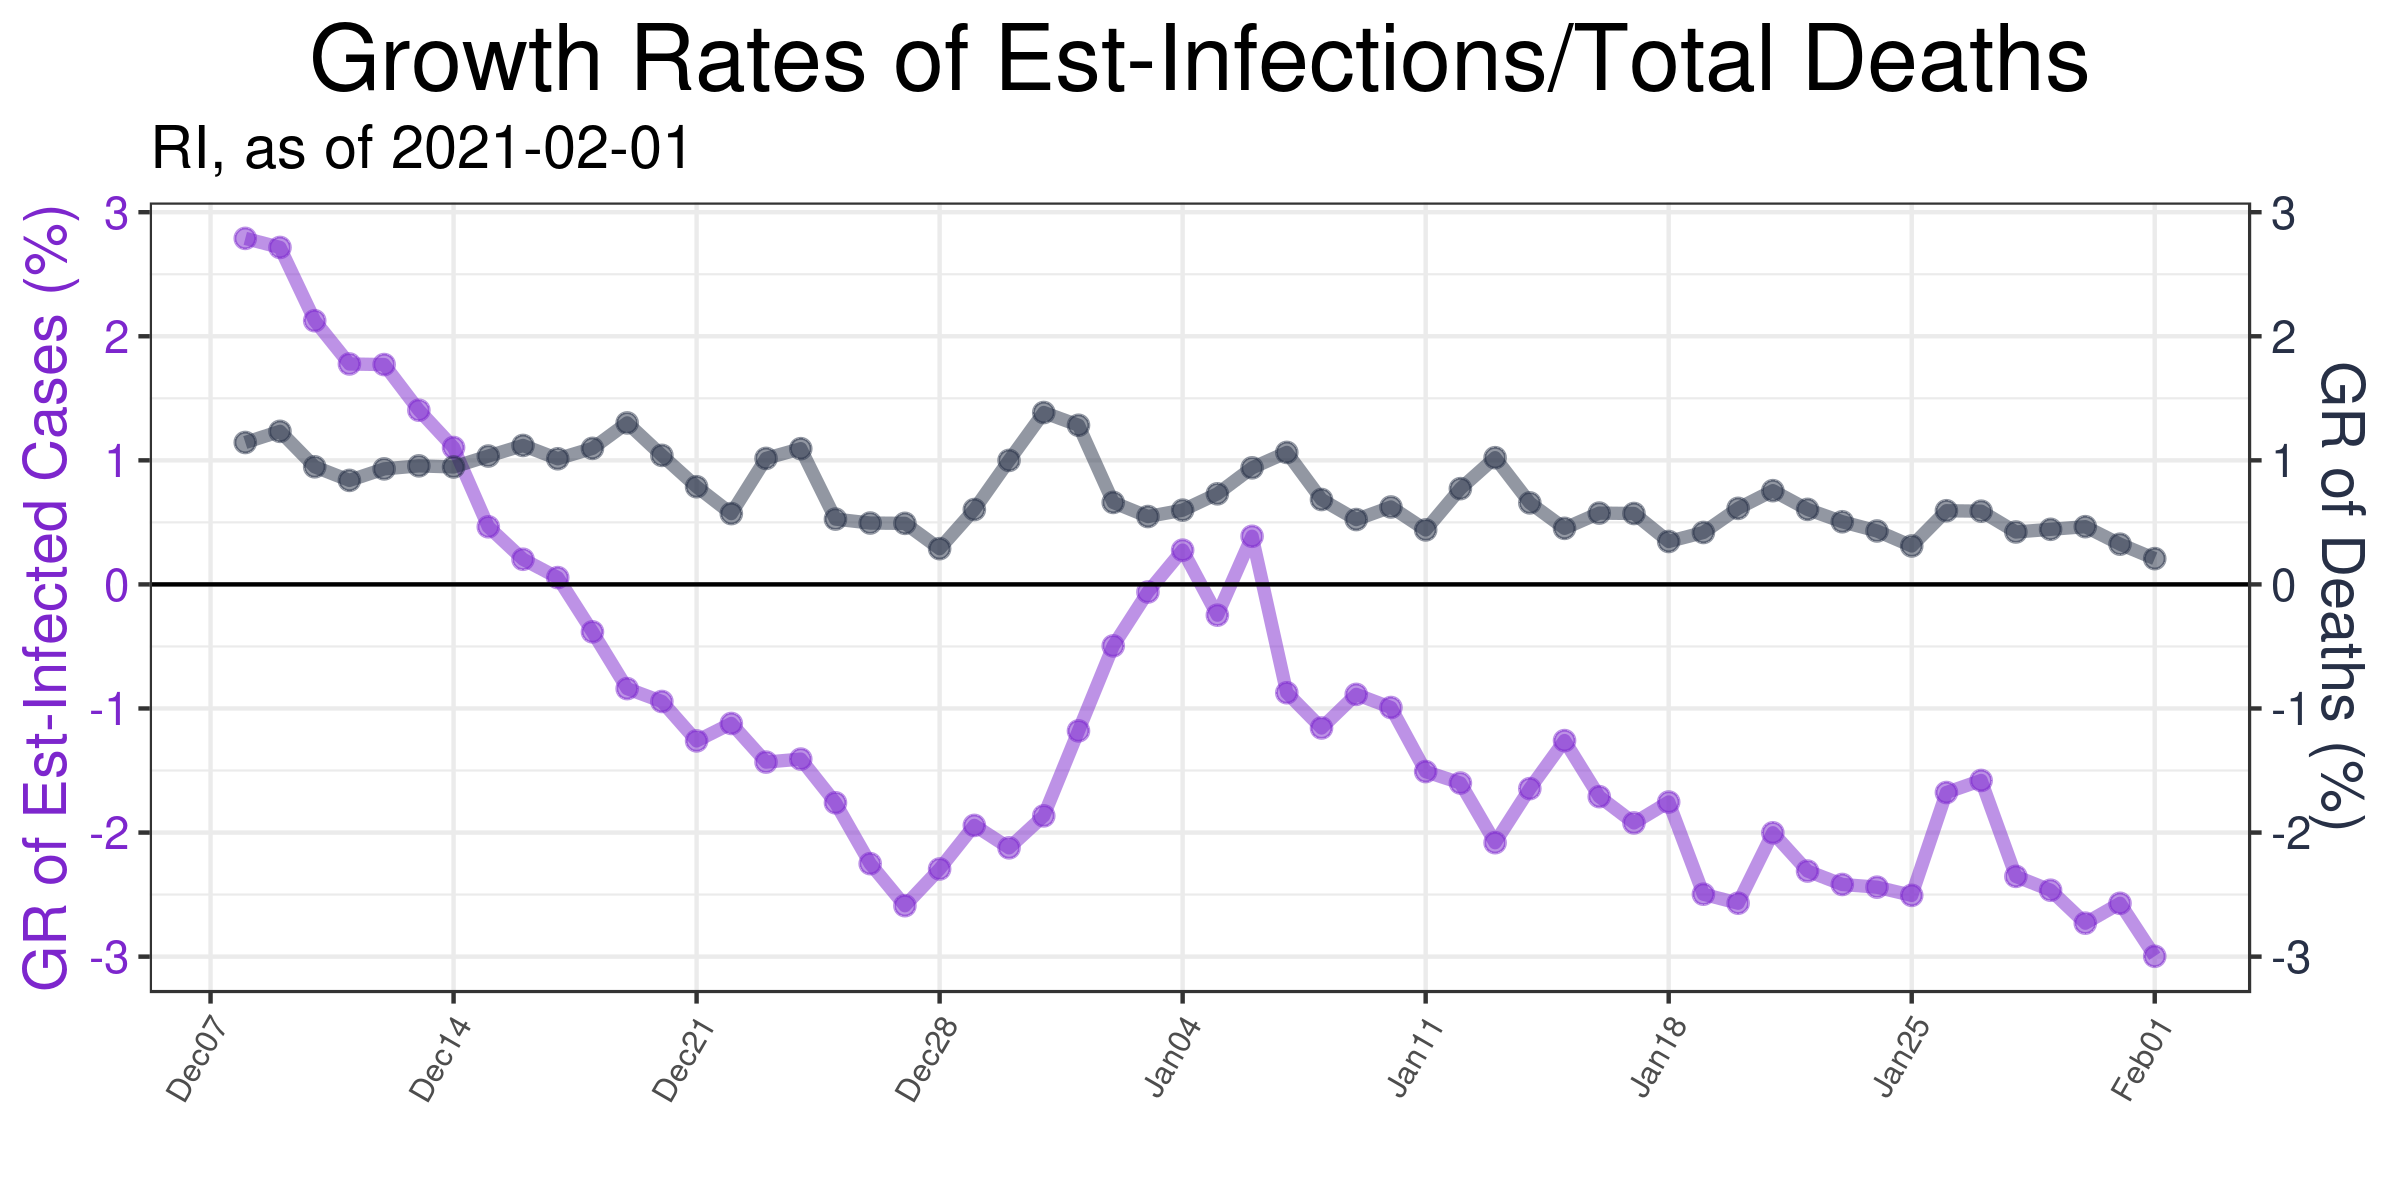 Growth Rates of Est-Infections/Total Deaths
RI, as of 2021-02-01
GR of Est-Infected Cases (%)
3
2
1
0
-1
-2
-3
3
2
1
0
-1
-2
-3
GR of Deaths (%)
Dec07
Dec14
Dec21
Dec28
Jan04
Jan11
Jan18
Jan25
Feb01